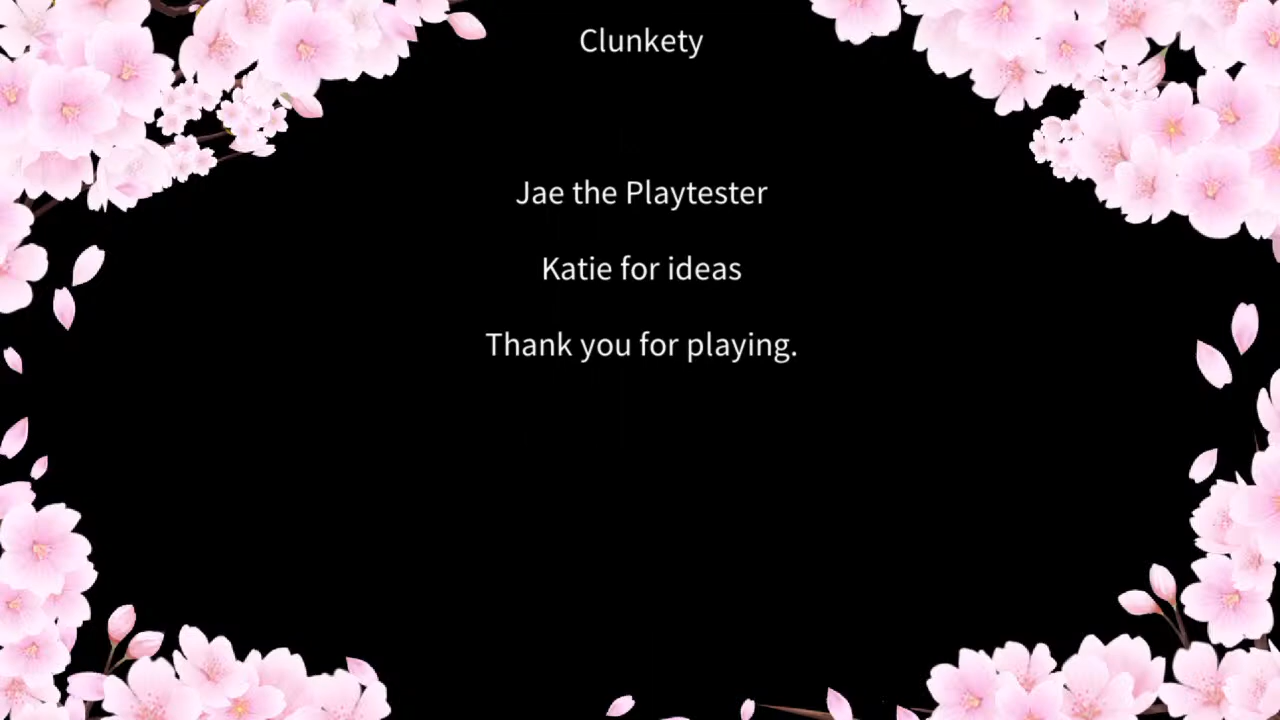 Clunkety
Jae the Playtester
Katie for ideas
Thank you for playing.